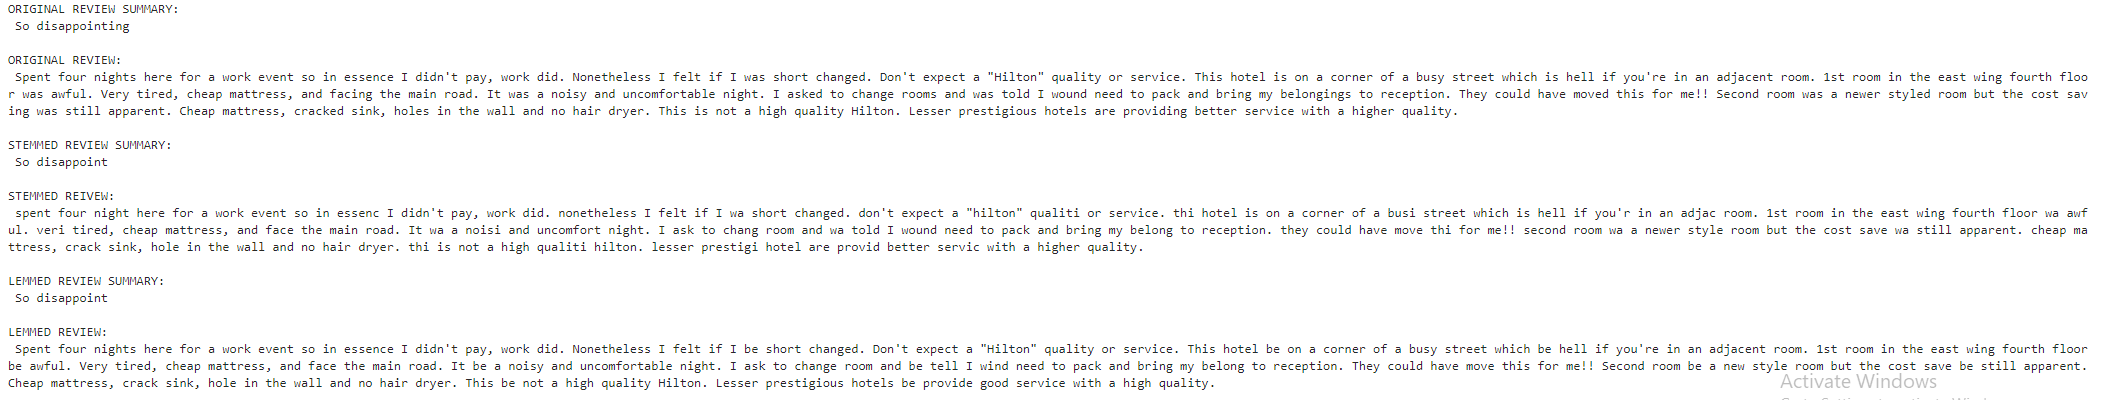 ORIGINAL REVIEW SUMMARY:
So disappointing
ORIGINAL REVIEW:
Spent four nights here for a work event so in essence I didn't pay, work did. Nonetheless I felt if I was short changed. Don't expect a "Hilton" quality or service. This hotel is on a corner of a busy street which is hell if you're in an adjacent room. 1st room in the east wing fourth floo
r was awful. Very tired, cheap mattress, and facing the main road. It was a noisy and uncomfortable night. I asked to change rooms and was told I wound need to pack and bring my belongings to reception. They could have moved this for me!! Second room was a newer styled room but the cost sav
ing was still apparent. Cheap mattress, cracked sink, holes in the wall and no hair dryer. This is not a high quality Hilton. Lesser prestigious hotels are providing better service with a higher quality.
STEMMED REVIEW SUMMARY:
So disappoint
STEMMED REIVEW:
spent four night here for a work event so in essenc I didn't pay, work did. nonetheless I felt if I wa short changed. don't expect a "hilton" qualiti or service. thi hotel is on a corner of a busi street which is hell if you'r in an adjac room. 1st room in the east wing fourth floor wa awf
ul. veri tired, cheap mattress, and face the main road. It wa a noisi and uncomfort night. I ask to chang room and wa told I wound need to pack and bring my belong to reception. they could have move thi for me!! second room wa a newer style room but the cost save wa still apparent. cheap ma
ttress, crack sink, hole in the wall and no hair dryer. thi is not a high qualiti hilton. lesser prestigi hotel are provid better servic with a higher quality.
LEMMED REVIEW SUMMARY:
So disappoint
LEMMED REVIEW:
Spent four nights here for a work event so in essence I didn't pay, work did. Nonetheless I felt if I be short changed. Don't expect a "Hilton" quality or service. This hotel be on a corner of a busy street which be hell if you're in an adjacent room. 1st room in the east wing fourth floor
be awful. Very tired, cheap mattress, and face the main road. It be a noisy and uncomfortable night. I ask to change room and be tell I wind need to pack and bring my belong to reception. They could have move this for me!! Second room be a new style room but the cost save be still apparent.
Cheap mattress, crack sink, hole in the wall and no hair dryer. This be not a high quality Hilton. Lesser prestigious hotels be provide good service with a high quality.
Activate Windows